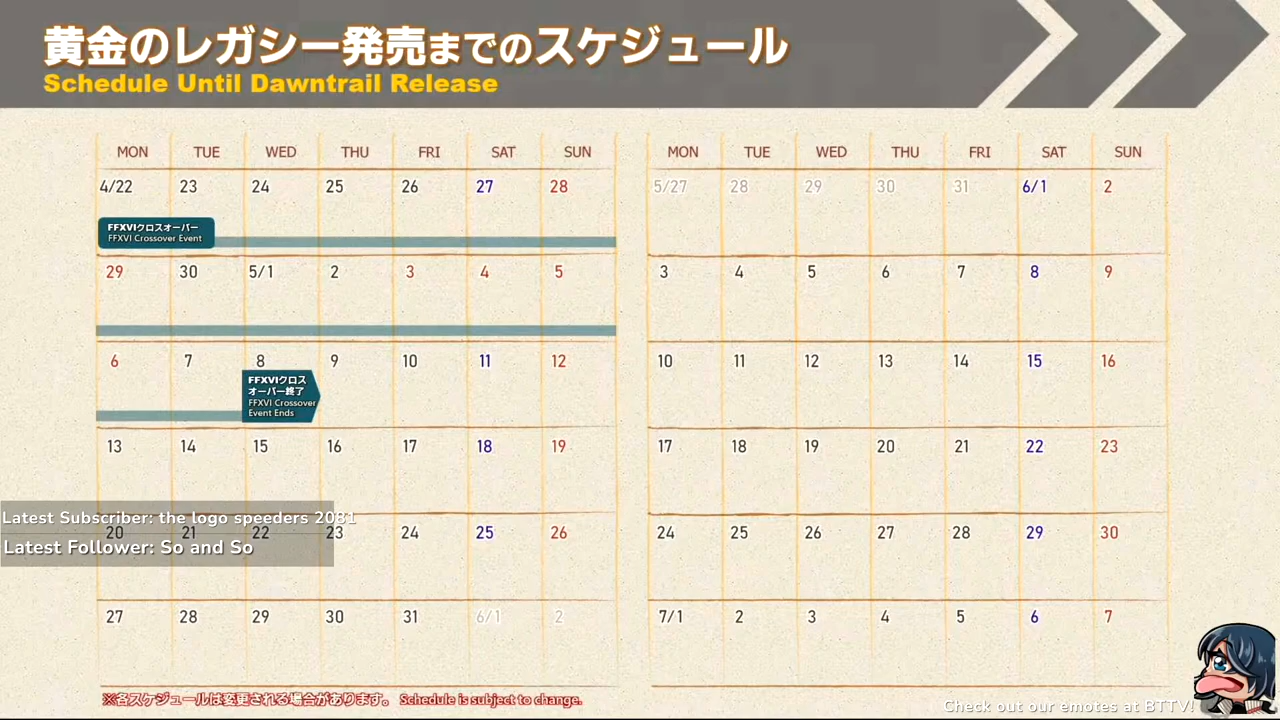 黄金のレガシー発売までのスケジュール
Schedule Until Dawntrail Release
MON TUE WED THU FRI SAT SUN
4/22 23 24 25 26 27 28
FFXVIクロスオーバー
FFXVI Crossover Event
29 30 5/1 2 3 4 5
6 7 8 9 10 11 12
FFXVIクロス
オーバー終了
FFXVI Crossover
Event Ends
13 14 15 16 17 18 19
Latest Subscriber: the logo speeders 2081
20 21 22 23 24 25 26
Latest Follower: So and So
27 28 29 30 31 6/1 2
※各スケジュールは変更される場合があります。 Schedule is subject to change.
MON TUE WED THU FRI SAT SUN
5/27 28 29 30 31 6/1 2
3 4 5 6 7 8 9
10 11 12 13 14 15 16
17 18 19 20 21 22 23
24 25 26 27 28 29 30
7/1 2 3 4 5 6 7
Check out our emotes at BTTV!